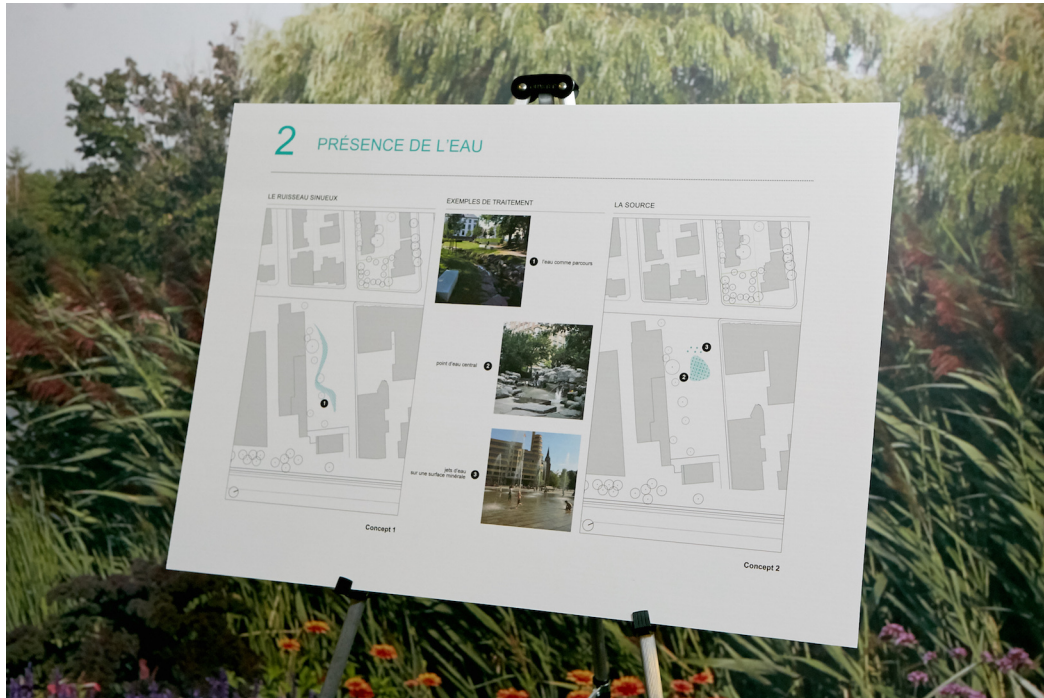 2 PRÉSENCE DE L'EAU
LE RUISSEAU SINUEUX
EXEMPLES DE TRAITEMENT
LA SOURCE
1 l'eau comme parcours
point d'eau central 2
jets d'eau
sur une surface minérale 3
1
3
2
Concept 1
Concept 2